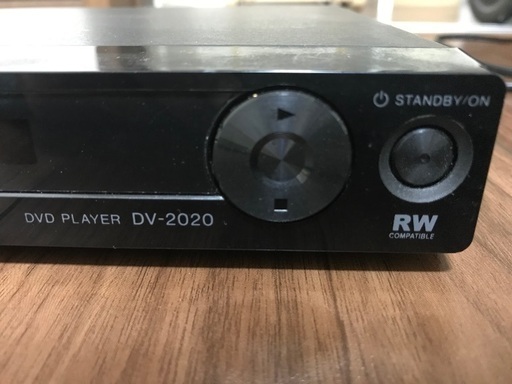 STANDBY/ON
DVD PLAYER DV-2020
RW
COMPATIBLE